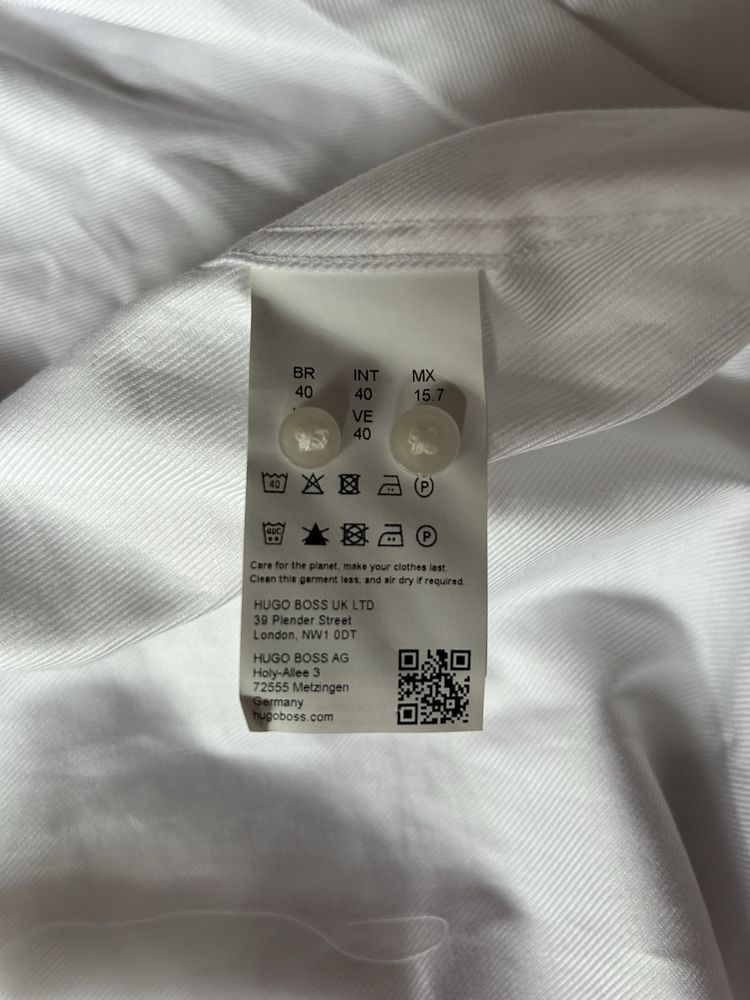 BR INT MX
40 40 15.7
VE
40
40
P
P
Care for the planet, make your clothes last.
Clean this garment less, and air dry if required.
HUGO BOSS UK LTD
39 Plender Street
London, NW1 0DT
HUGO BOSS AG
Holy-Allee 3
72555 Metzingen
Germany
hugoboss.com